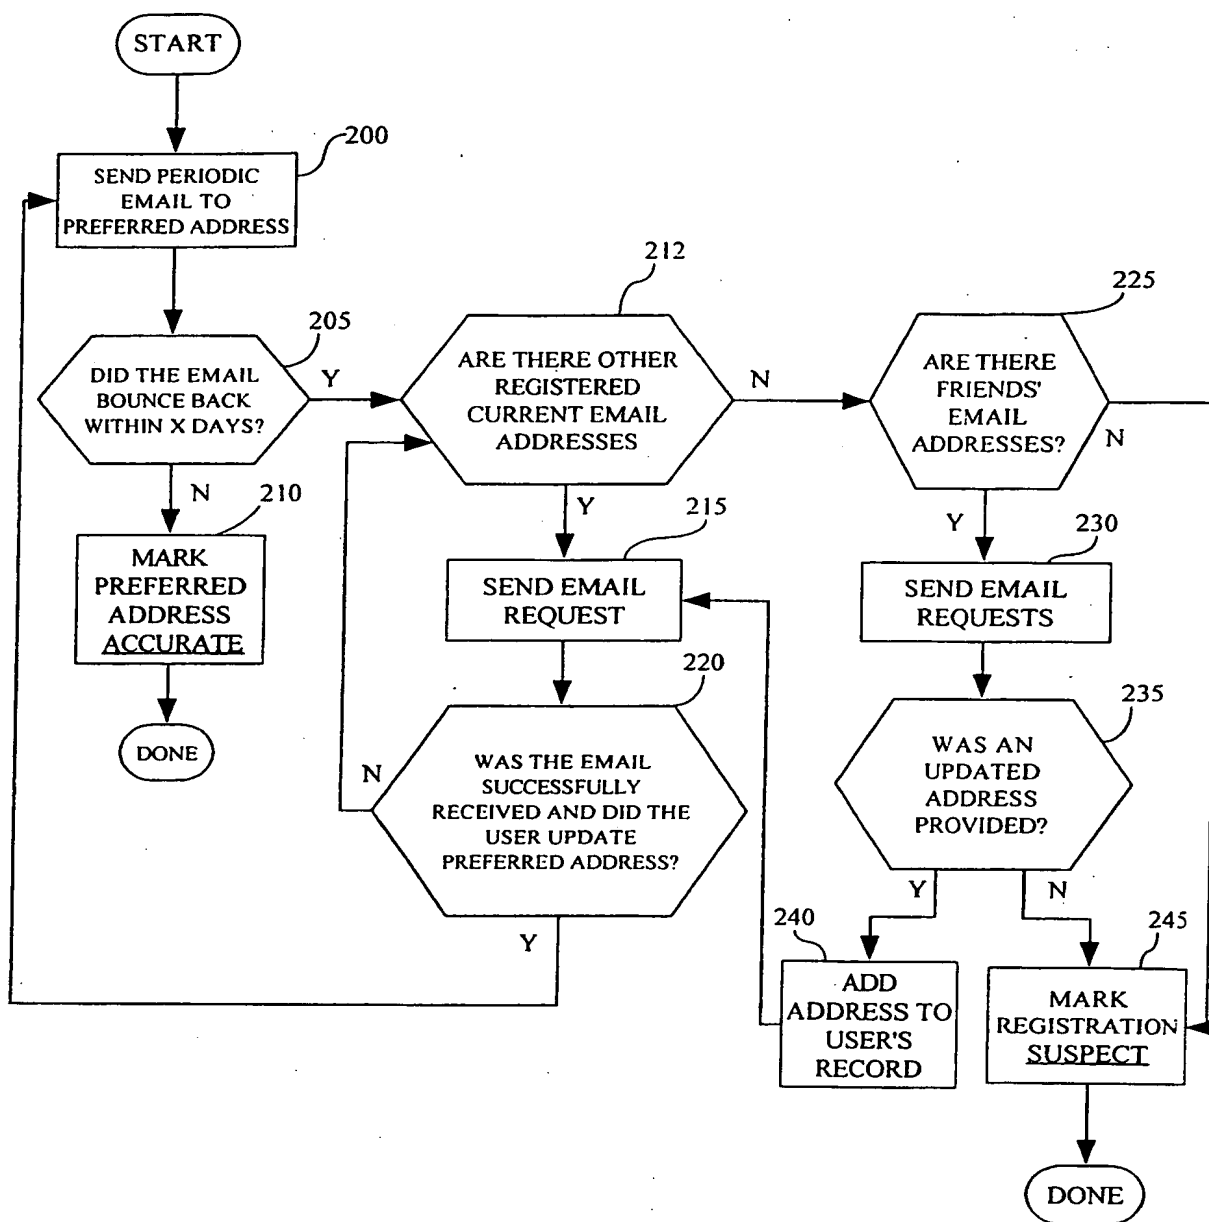 START
200
SEND PERIODIC
EMAIL TO
PREFERRED ADDRESS
205
DID THE EMAIL
BOUNCE BACK
WITHIN X DAYS?
Y
N
210
MARK
PREFERRED
ADDRESS
ACCURATE
DONE
212
ARE THERE OTHER
REGISTERED
CURRENT EMAIL
ADDRESSES
N
Y
215
SEND EMAIL
REQUEST
220
WAS THE EMAIL
SUCCESSFULLY
RECEIVED AND DID THE
USER UPDATE
PREFERRED ADDRESS?
N
Y
225
ARE THERE
FRIENDS'
EMAIL
ADDRESSES?
N
Y
230
SEND EMAIL
REQUESTS
235
WAS AN
UPDATED
ADDRESS
PROVIDED?
Y
N
240
ADD
ADDRESS TO
USER'S
RECORD
245
MARK
REGISTRATION
SUSPECT
DONE